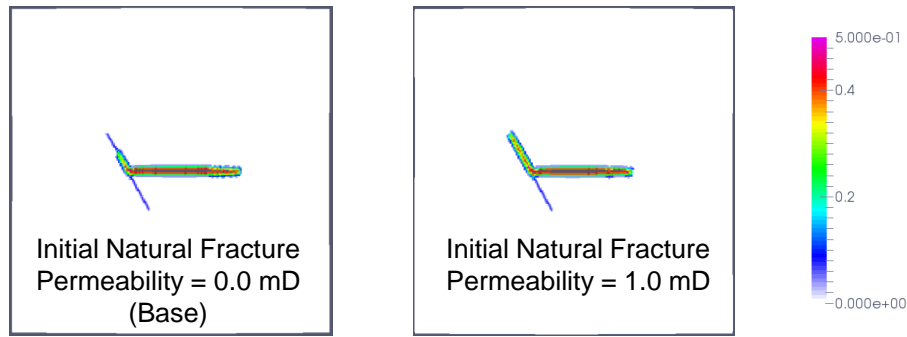 Initial Natural Fracture
Permeability = 0.0 mD
(Base)
Initial Natural Fracture
Permeability = 1.0 mD
5.000e-01
0.4
0.2
0.000e+00